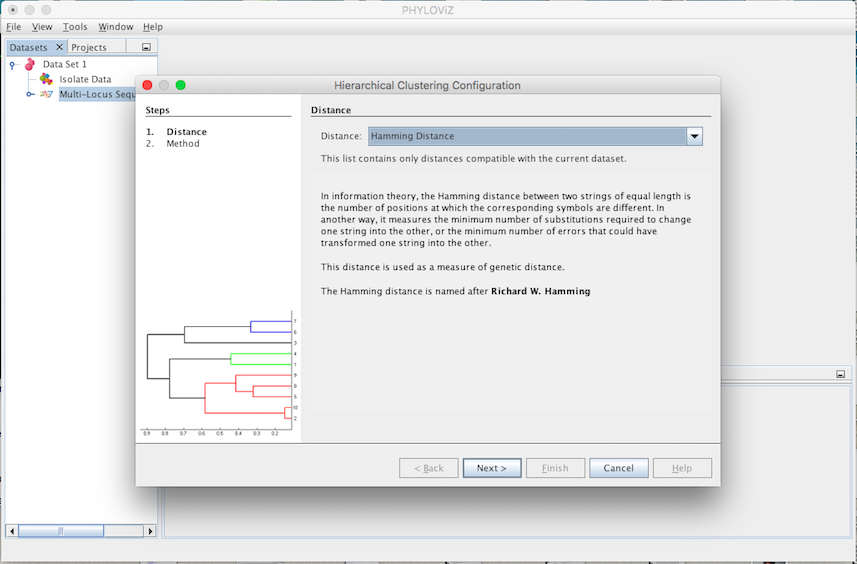 PHYLOViZ
File View Tools Window Help
Datasets Projects
Data Set 1
Isolate Data
Multi-Locus Sequ
Hierarchical Clustering Configuration
Steps
1. Distance
2. Method
Distance
Distance: Hamming Distance
This list contains only distances compatible with the current dataset.
In information theory, the Hamming distance between two strings of equal length is
the number of positions at which the corresponding symbols are different. In
another way, it measures the minimum number of substitutions required to change
one string into the other, or the minimum number of errors that could have
transformed one string into the other.
This distance is used as a measure of genetic distance.
The Hamming distance is named after Richard W. Hamming
7
6
3
4
1
9
8
5
10
2
0.9 0.8 0.7 0.6 0.5 0.4 0.3 0.2
< Back Next > Finish Cancel Help